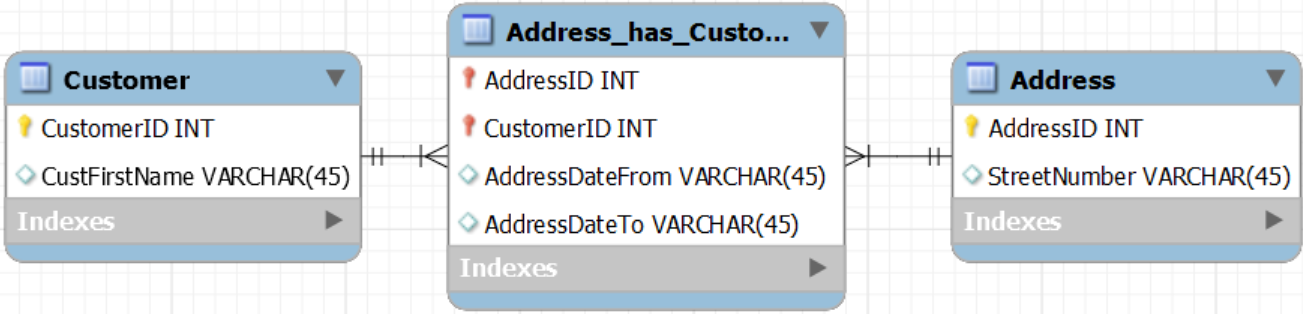 Customer
CustomerID INT
CustFirstName VARCHAR(45)
Indexes
Address_has_Custo...
AddressID INT
CustomerID INT
AddressDateFrom VARCHAR(45)
AddressDateTo VARCHAR(45)
Indexes
Address
AddressID INT
StreetNumber VARCHAR(45)
Indexes